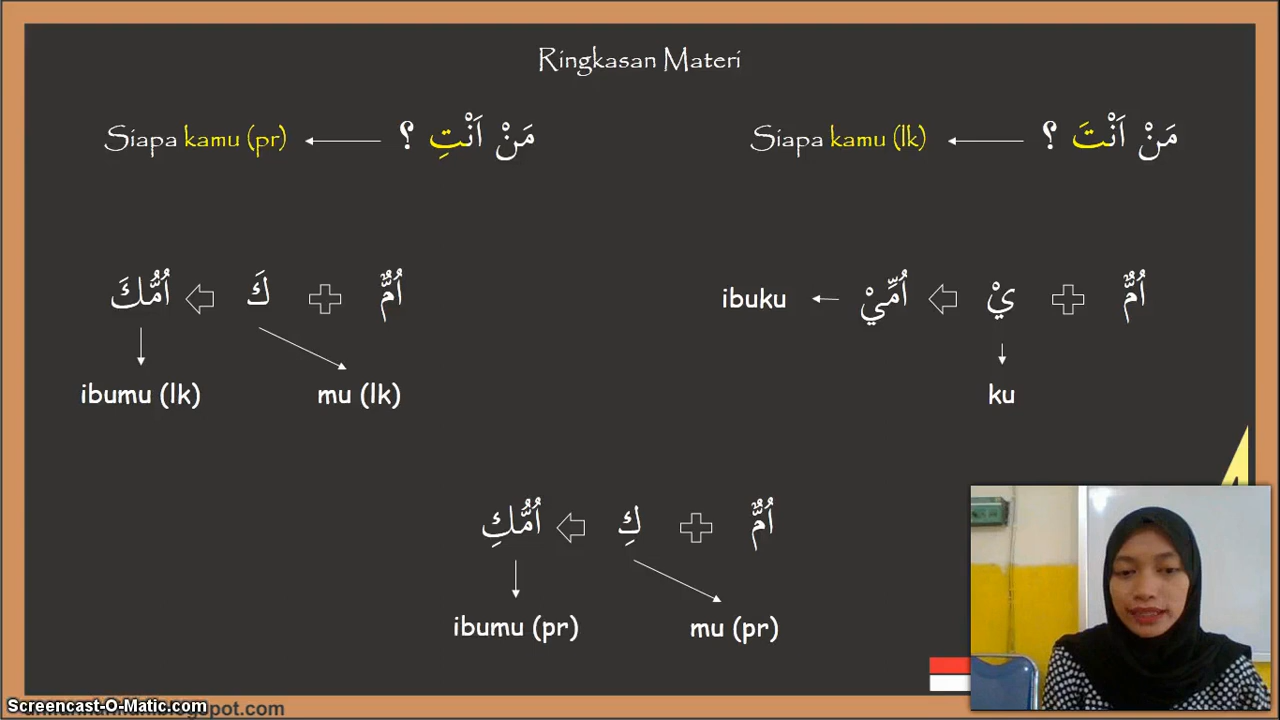 Ringkasan Materi
مَنْ اَنْتَ ؟ Siapa kamu (lk)
مَنْ اَنْتِ ؟ Siapa kamu (pr)
اُمٌّ يْ اُمِّيْ ibuku
ku
اُمٌّ كَ اُمُّكَ
mu (lk) ibumu (lk)
اُمٌّ كِ اُمُّكِ
mu (pr) ibumu (pr)
Screencast-O-Matic.com